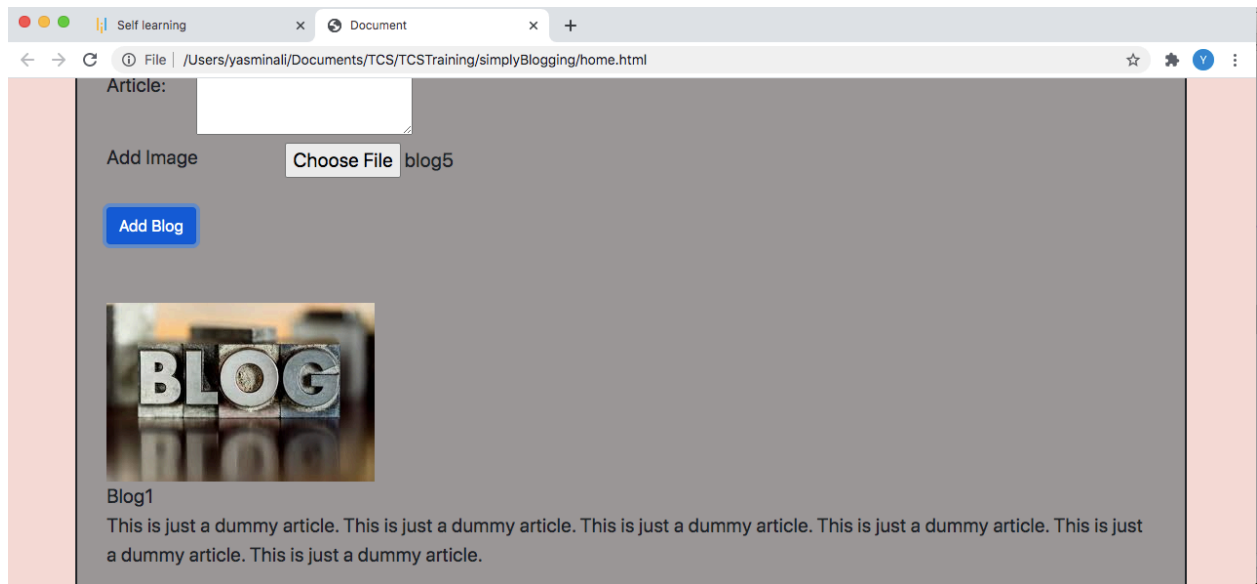 Self learning
Document
File
/Users/yasminali/Documents/TCS/TCSTraining/simplyBlogging/home.html
Y
Article:
Add Image
Choose File
blog5
Add Blog
BLOG
Blog1
This is just a dummy article. This is just a dummy article. This is just a dummy article. This is just a dummy article. This is just
a dummy article. This is just a dummy article.